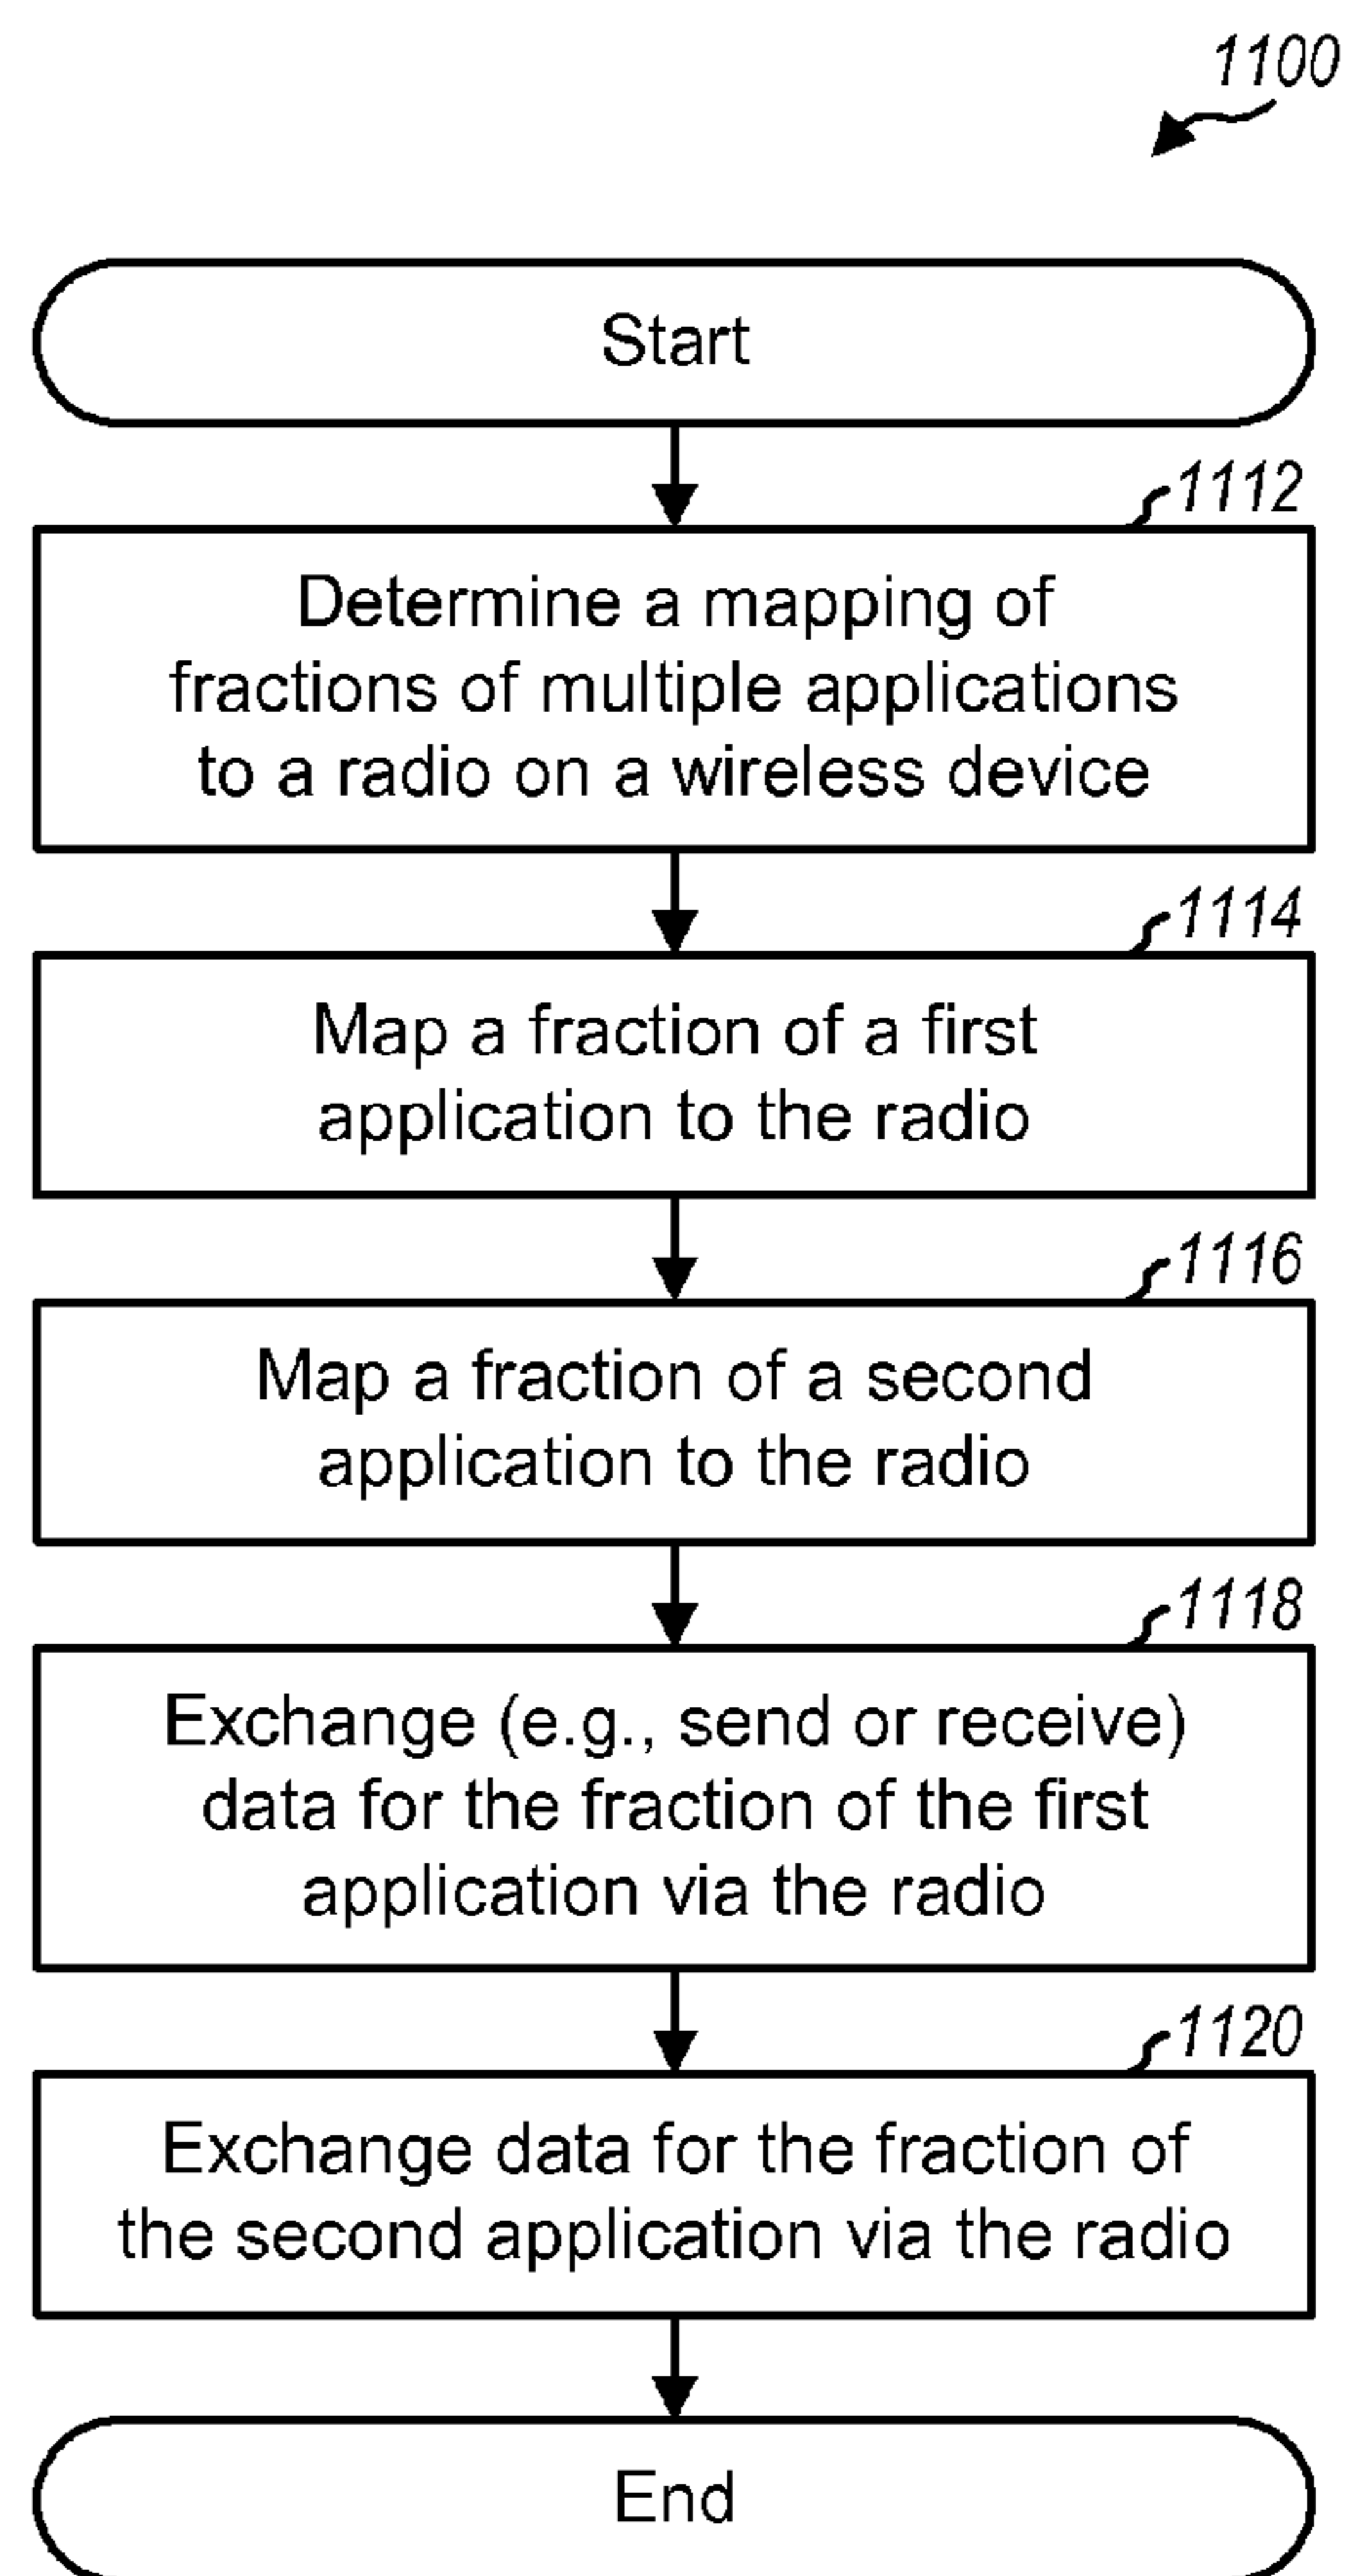 1100
Start
1112
Determine a mapping of
fractions of multiple applications
to a radio on a wireless device
1114
Map a fraction of a first
application to the radio
1116
Map a fraction of a second
application to the radio
1118
Exchange (e.g., send or receive)
data for the fraction of the first
application via the radio
1120
Exchange data for the fraction of
the second application via the radio
End